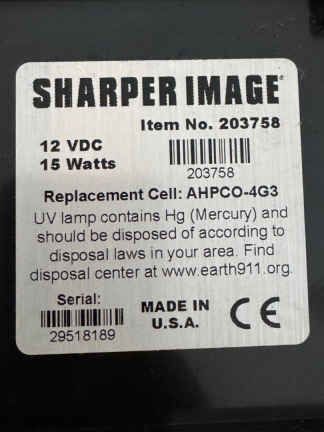 SHARPER IMAGE®
Item No. 203758
12 VDC
15 Watts
203758
Replacement Cell: AHPCO-4G3
UV lamp contains Hg (Mercury) and
should be disposed of according to
disposal laws in your area. Find
disposal center at www.earth911.org.
Serial:
29518189
MADE IN
U.S.A.
CE